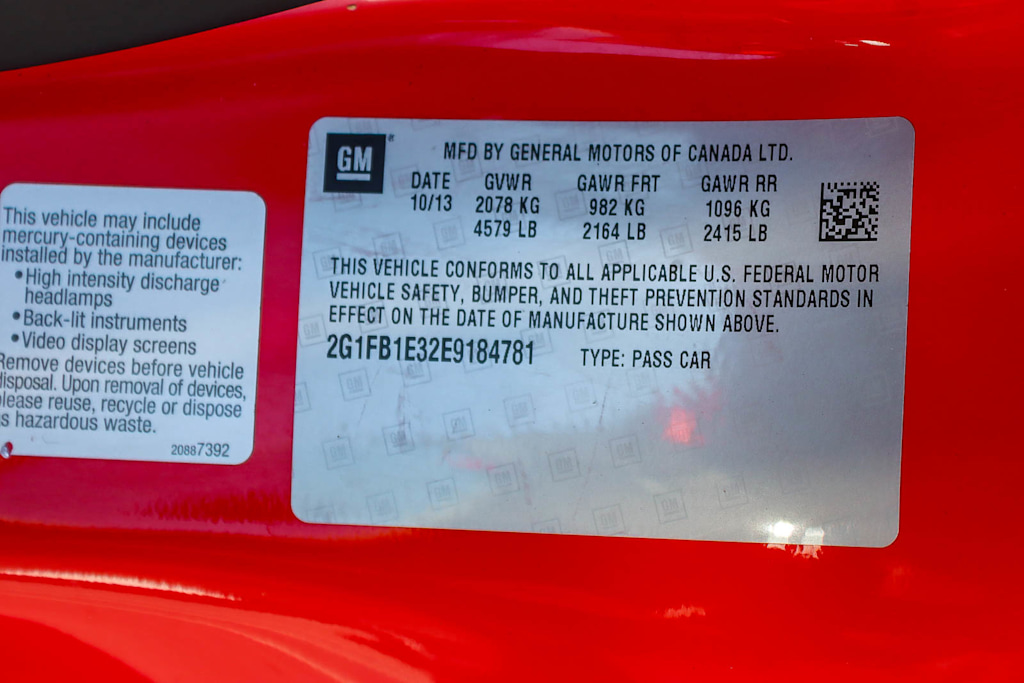 This vehicle may include
mercury-containing devices
installed by the manufacturer:
•High intensity discharge
headlamps
•Back-lit instruments
•Video display screens
Remove devices before vehicle
disposal. Upon removal of devices,
please reuse, recycle or dispose
as hazardous waste.
20887392
GM®
MFD BY GENERAL MOTORS OF CANADA LTD.
DATE GVWR GAWR FRT GAWR RR
10/13 2078 KG 982 KG 1096 KG
4579 LB 2164 LB 2415 LB
THIS VEHICLE CONFORMS TO ALL APPLICABLE U.S. FEDERAL MOTOR
VEHICLE SAFETY, BUMPER, AND THEFT PREVENTION STANDARDS IN
EFFECT ON THE DATE OF MANUFACTURE SHOWN ABOVE.
2G1FB1E32E9184781 TYPE: PASS CAR